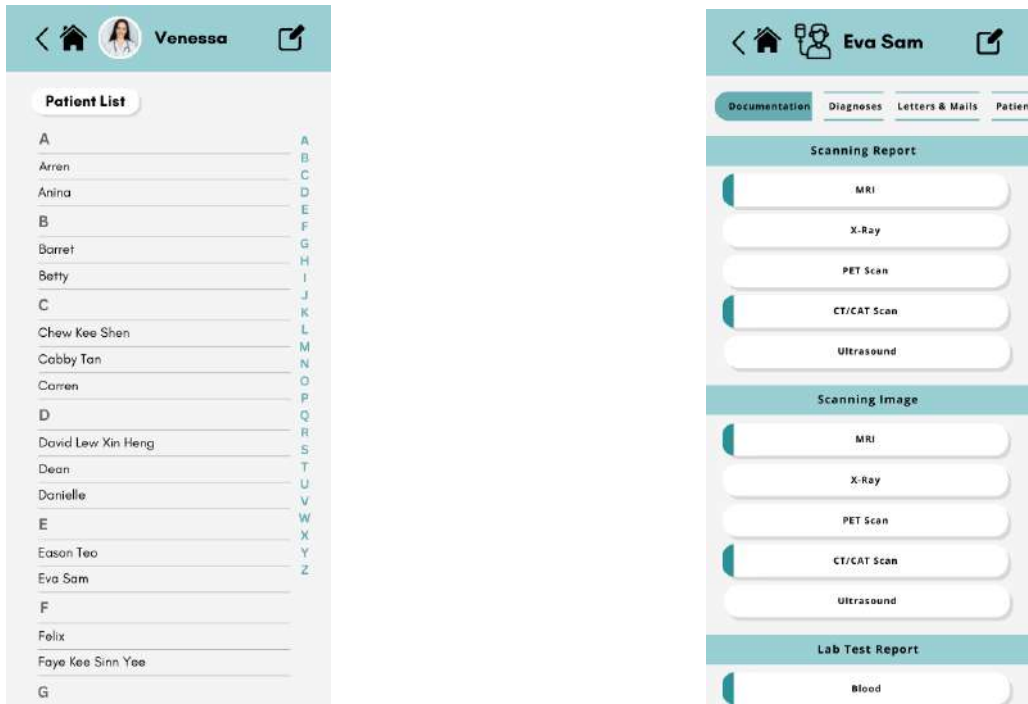 Venessa
Patient List
A
Arren
Anina
B
Barret
Betty
C
Chew Kee Shen
Cabby Tan
Carren
D
David Lew Xin Heng
Dean
Danielle
E
Eason Teo
Eva Sam
F
Felix
Faye Kee Sinn Yee
G
A
B
C
D
E
F
G
H
I
J
K
L
M
N
O
P
Q
R
S
T
U
V
W
X
Y
Z
Eva Sam
Documentation Diagnoses Letters & Mails Patien
Scanning Report
MRI
X-Ray
PET Scan
CT/CAT Scan
Ultrasound
Scanning Image
MRI
X-Ray
PET Scan
CT/CAT Scan
Ultrasound
Lab Test Report
Blood